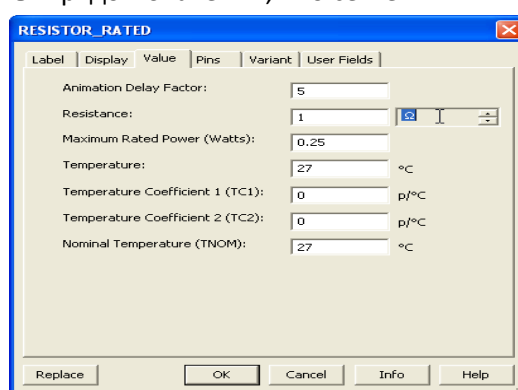 RESISTOR_RATED
Label Display Value Pins Variant User Fields
Animation Delay Factor: 5
Resistance: 1 Ω
Maximum Rated Power (Watts): 0.25
Temperature: 27 °C
Temperature Coefficient 1 (TC1): 0 p/°C
Temperature Coefficient 2 (TC2): 0 p/°C
Nominal Temperature (TNOM): 27 °C
Replace OK Cancel Info Help